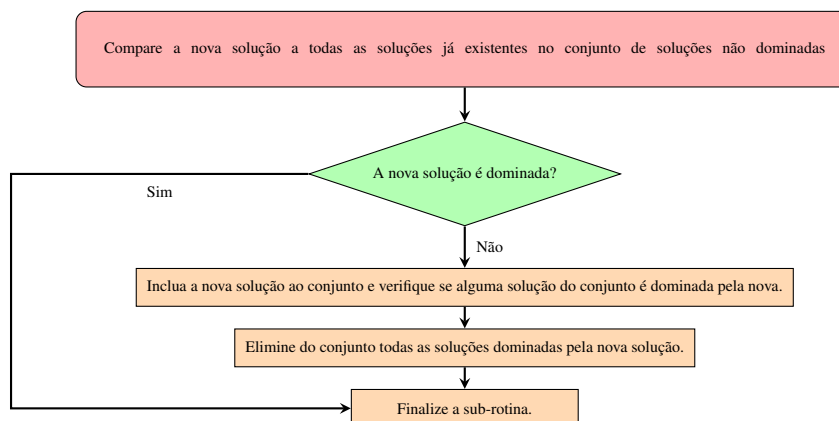 Compare a nova solução a todas as soluções já existentes no conjunto de soluções não dominadas
A nova solução é dominada?
Sim
Não
Inclua a nova solução ao conjunto e verifique se alguma solução do conjunto é dominada pela nova.
Elimine do conjunto todas as soluções dominadas pela nova solução.
Finalize a sub-rotina.